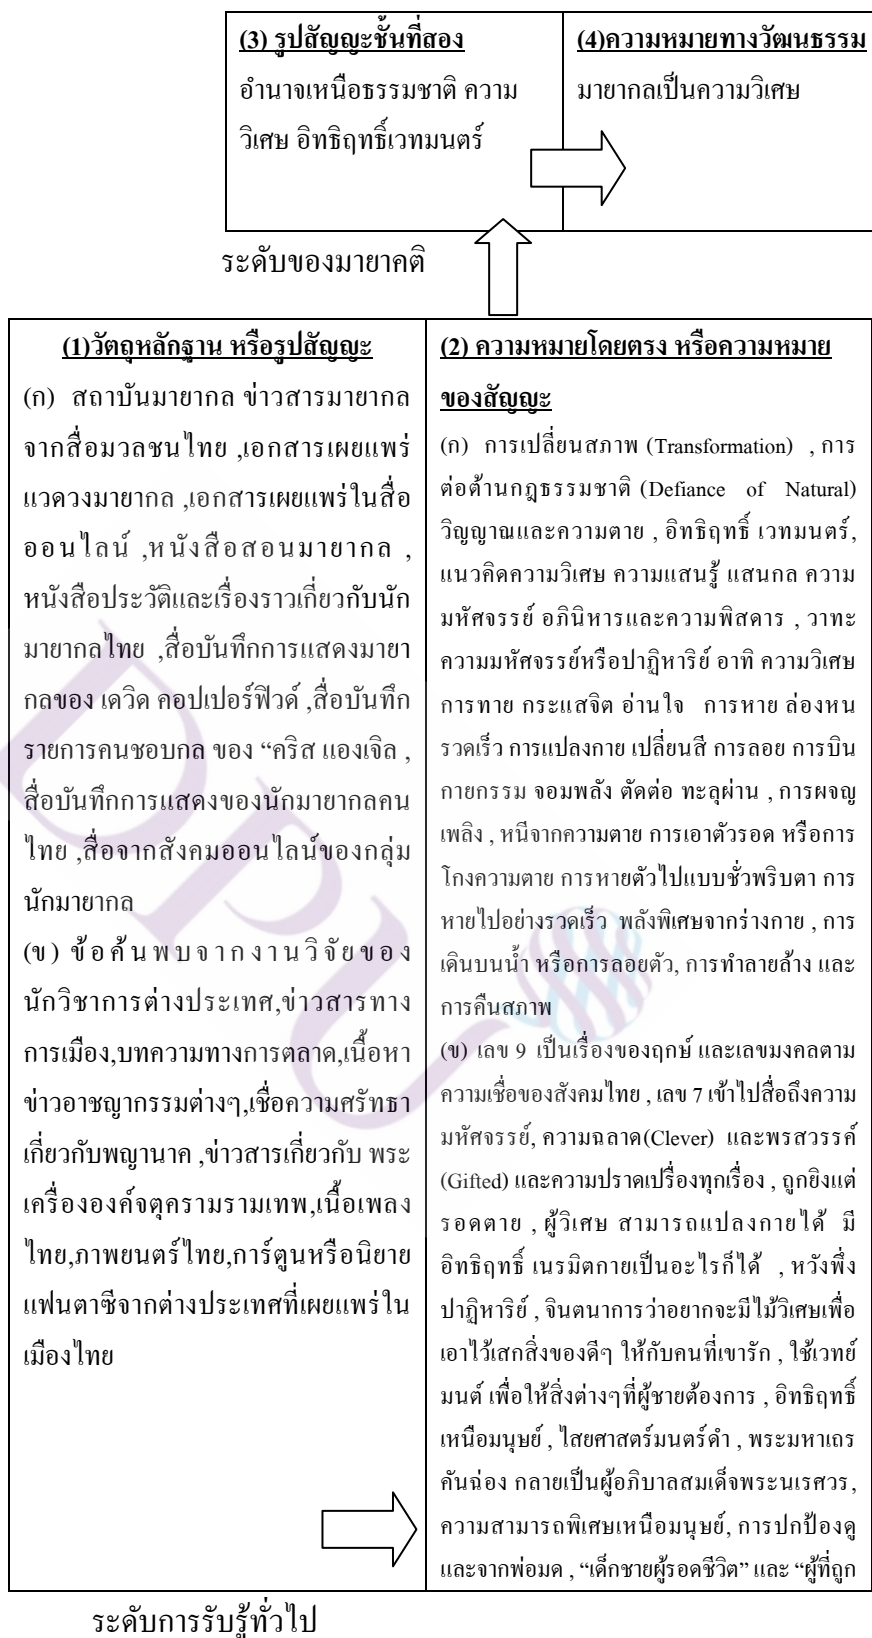 (3) รูปสัญญะชั้นที่สอง
อำนาจเหนือธรรมชาติ ความ
วิเศษ อิทธิฤทธิ์เวทมนตร์
(4)ความหมายทางวัฒนธรรม
มายากลเป็นความวิเศษ
ระดับของมายาคติ
(1)วัตถุหลักฐาน หรือรูปสัญญะ
(ก) สถาบันมายากล ข่าวสารมายากล
จากสื่อมวลชนไทย ,เอกสารเผยแพร่
แวดวงมายากล ,เอกสารเผยแพร่ในสื่อ
ออนไลน์ ,หนังสือสอนมายากล ,
หนังสือประวัติและเรื่องราวเกี่ยวกับนัก
มายากลไทย ,สื่อบันทึกการแสดงมายา
กลของ เดวิด คอปเปอร์ฟิวด์ ,สื่อบันทึก
รายการคนชอบกล ของ “คริส แองเจิล ,
สื่อบันทึกการแสดงของนักมายากลคน
ไทย ,สื่อจากสังคมออนไลน์ของกลุ่ม
นักมายากล
(ข) ข้อค้นพบจากงานวิจัยของ
นักวิชาการต่างประเทศ,ข่าวสารทาง
การเมือง,บทความทางการตลาด,เนื้อหา
ข่าวอาชญากรรมต่างๆ,เชื่อความศรัทธา
เกี่ยวกับพญานาค ,ข่าวสารเกี่ยวกับ พระ
เครื่ององค์จตุครามรามเทพ,เนื้อเพลง
ไทย,ภาพยนตร์ไทย,การ์ตูนหรือนิยาย
แฟนตาซีจากต่างประเทศที่เผยแพร่ใน
เมืองไทย
(2) ความหมายโดยตรง หรือความหมาย
ของสัญญะ
(ก) การเปลี่ยนสภาพ (Transformation) , การ
ต่อต้านกฎธรรมชาติ (Defiance of Natural)
วิญญาณและความตาย , อิทธิฤทธิ์ เวทมนตร์,
แนวคิดความวิเศษ ความแสนรู้ แสนกล ความ
มหัศจรรย์ อภินิหารและความพิสดาร , วาทะ
ความมหัศจรรย์หรือปาฏิหาริย์ อาทิ ความวิเศษ
การทาย กระแสจิต อ่านใจ การหาย ล่องหน
รวดเร็ว การแปลงกาย เปลี่ยนสี การลอย การบิน
กายกรรม จอมพลัง ตัดต่อ ทะลุผ่าน , การผจญ
เพลิง , หนีจากความตาย การเอาตัวรอด หรือการ
โกงความตาย การหายตัวไปแบบชั่วพริบตา การ
หายไปอย่างรวดเร็ว พลังพิเศษจากร่างกาย , การ
เดินบนน้ำ หรือการลอยตัว, การทำลายล้าง และ
การคืนสภาพ
(ข) เลข 9 เป็นเรื่องของฤกษ์ และเลขมงคลตาม
ความเชื่อของสังคมไทย , เลข 7 เข้าไปสื่อถึงความ
มหัศจรรย์, ความฉลาด(Clever) และพรสวรรค์
(Gifted) และความปราดเปรื่องทุกเรื่อง , ถูกยิงแต่
รอดตาย , ผู้วิเศษ สามารถแปลงกายได้ มี
อิทธิฤทธิ์ เนรมิตกายเป็นอะไรก็ได้ , หวังพึ่ง
ปาฏิหาริย์ , จินตนาการว่าอยากจะมีไม้วิเศษเพื่อ
เอาไว้เสกสิ่งของดีๆ ให้กับคนที่เขารัก , ใช้เวทย์
มนต์ เพื่อให้สิ่งต่างๆที่ผู้ชายต้องการ , อิทธิฤทธิ์
เหนือมนุษย์ , ไสยศาสตร์มนตร์ดำ , พระมหาเถร
คันฉ่อง กลายเป็นผู้อภิบาลสมเด็จพระนเรศวร,
ความสามารถพิเศษเหนือมนุษย์, การปกป้องดู
และจากพ่อมด , “เด็กชายผู้รอดชีวิต” และ “ผู้ที่ถูก
ระดับการรับรู้ทั่วไป
DPU